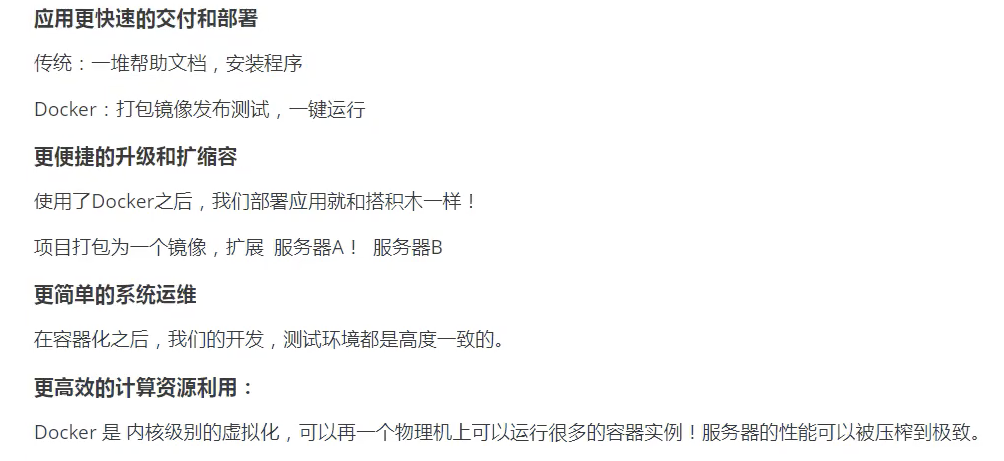 应用更快速的交付和部署
传统：一堆帮助文档，安装程序
Docker：打包镜像发布测试，一键运行
更便捷的升级和扩缩容
使用了Docker之后，我们部署应用就和搭积木一样！
项目打包为一个镜像，扩展 服务器A！ 服务器B
更简单的系统运维
在容器化之后，我们的开发，测试环境都是高度一致的。
更高效的计算资源利用：
Docker 是 内核级别的虚拟化，可以再一个物理机上可以运行很多的容器实例！服务器的性能可以被压榨到极致。